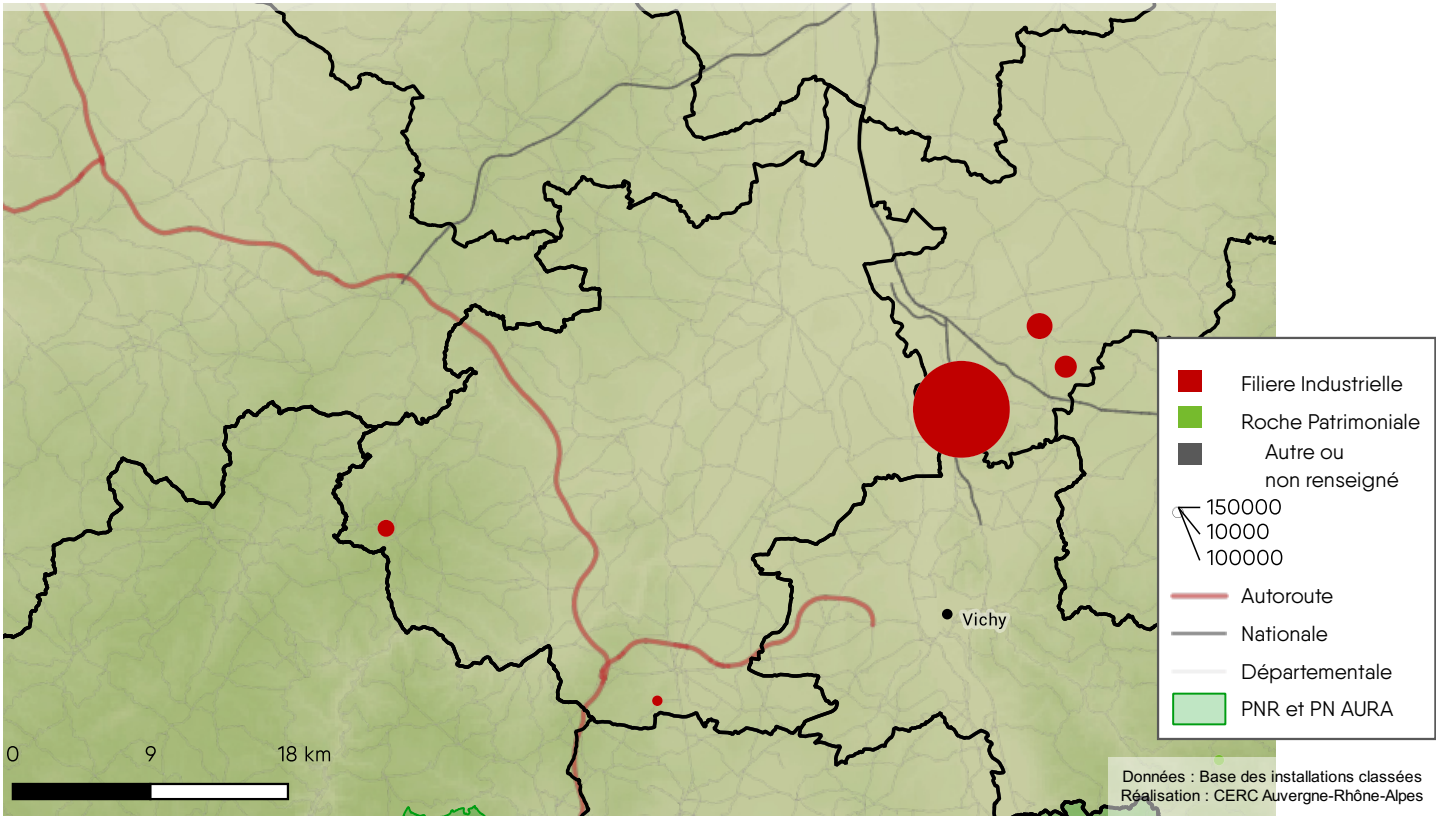 Vichy
Filiere Industrielle
Roche Patrimoniale
Autre ou
non renseigné
150000
10000
100000
Autoroute
Nationale
Départementale
PNR et PN AURA
0 9 18 km
Données : Base des installations classées
Réalisation : CERC Auvergne-Rhône-Alpes